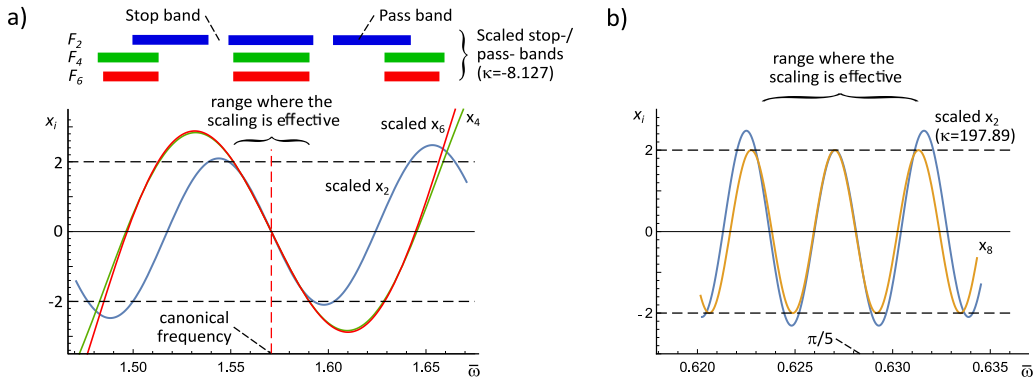 a)
Stop band
Pass band
F2
F4
F6
Scaled stop-/
pass- bands
(κ=-8.127)
range where the
scaling is effective
xi
scaled x6
x4
scaled x2
2
0
-2
canonical
frequency
1.50
1.55
1.60
1.65
ω̅
b)
range where the
scaling is effective
xi
scaled x2
(κ=197.89)
2
0
-2
x8
π/5
0.620
0.625
0.630
0.635
ω̅